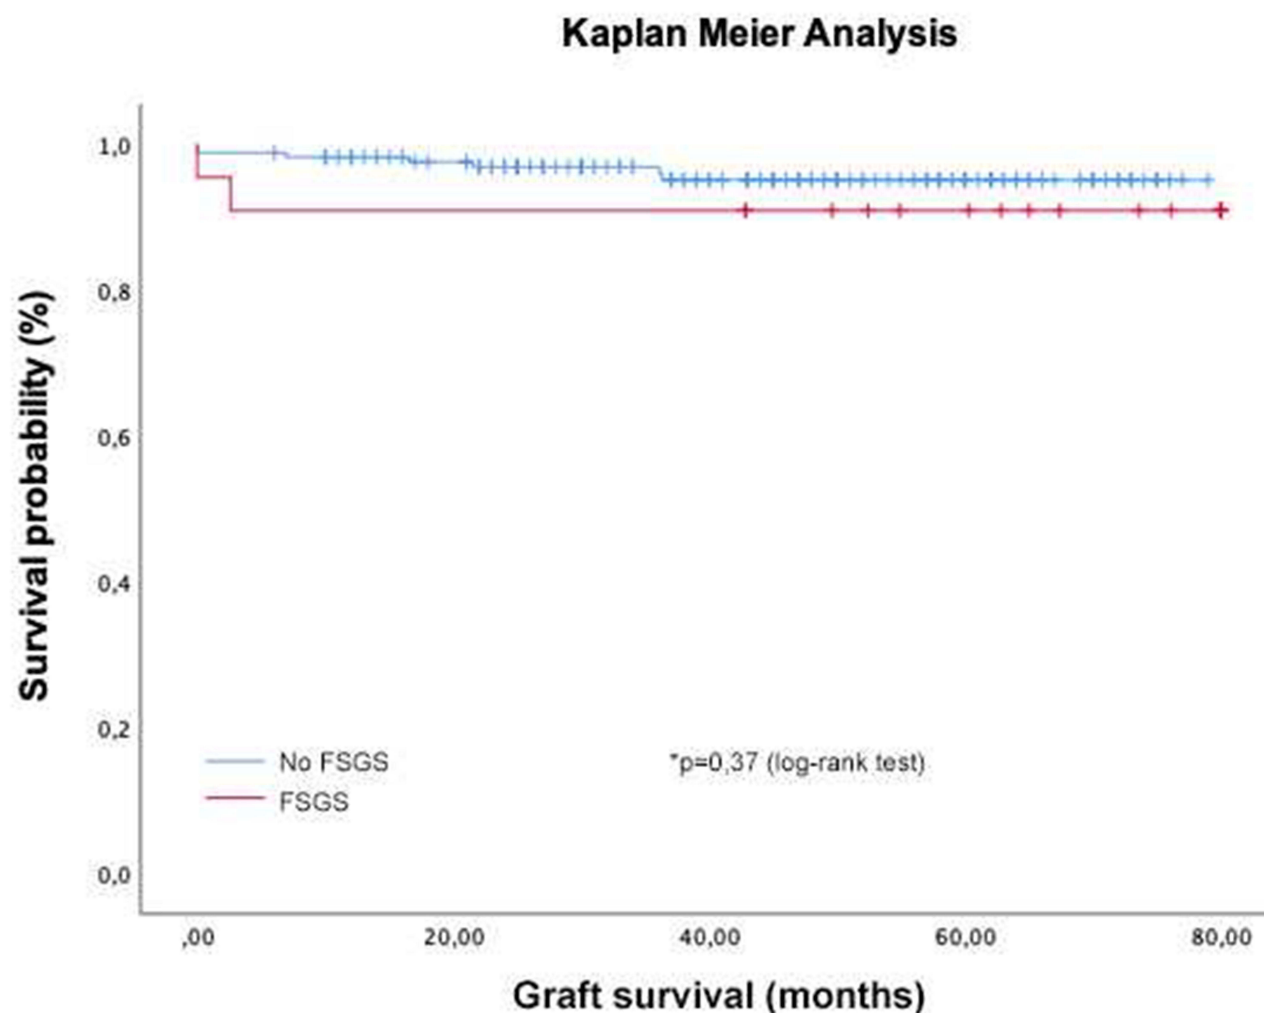 Kaplan Meier Analysis
Survival probability (%)
1,0
0,8
0,6
0,4
0,2
0,0
No FSGS
FSGS
*p=0,37 (log-rank test)
,00
20,00
40,00
60,00
80,00
Graft survival (months)